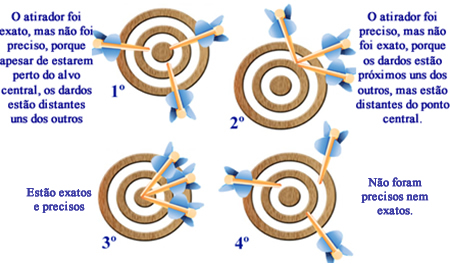 O atirador foi
exato, mas não foi
preciso, porque
apesar de estarem
perto do alvo
central, os dardos
estão distantes
uns dos outros
1º
2º
O atirador foi
preciso, mas não
foi exato, porque
os dardos estão
próximos uns dos
outros, mas estão
distantes do ponto
central.
Estão exatos
e precisos
3º
4º
Não foram
precisos nem
exatos.